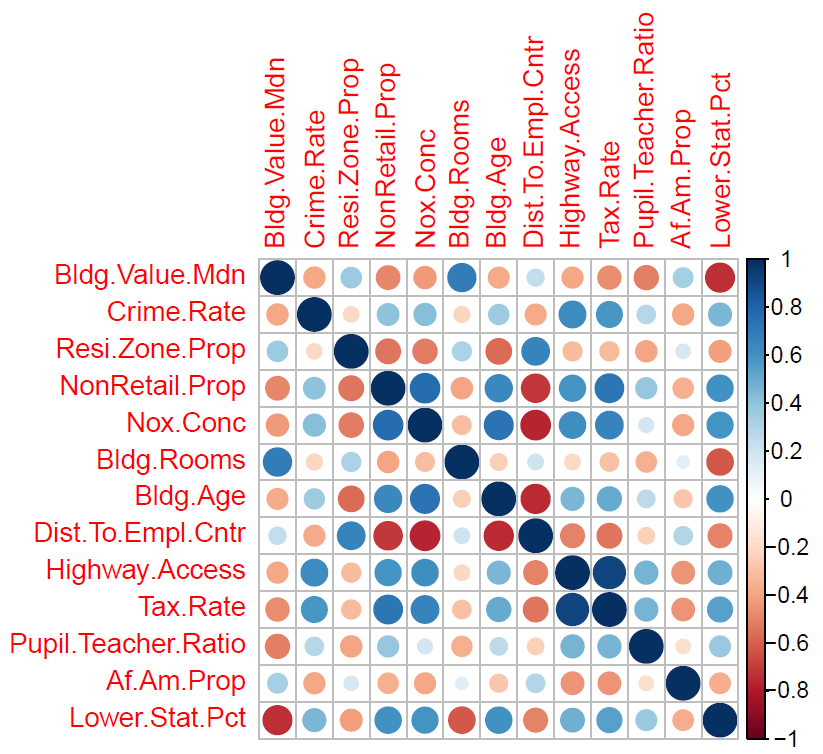 Bldg.Value.Mdn
Crime.Rate
Resi.Zone.Prop
NonRetail.Prop
Nox.Conc
Bldg.Rooms
Bldg.Age
Dist.To.Empl.Cntr
Highway.Access
Tax.Rate
Pupil.Teacher.Ratio
Af.Am.Prop
Lower.Stat.Pct
Bldg.Value.Mdn
Crime.Rate
Resi.Zone.Prop
NonRetail.Prop
Nox.Conc
Bldg.Rooms
Bldg.Age
Dist.To.Empl.Cntr
Highway.Access
Tax.Rate
Pupil.Teacher.Ratio
Af.Am.Prop
Lower.Stat.Pct
1
0.8
0.6
0.4
0.2
0
−0.2
−0.4
−0.6
−0.8
−1